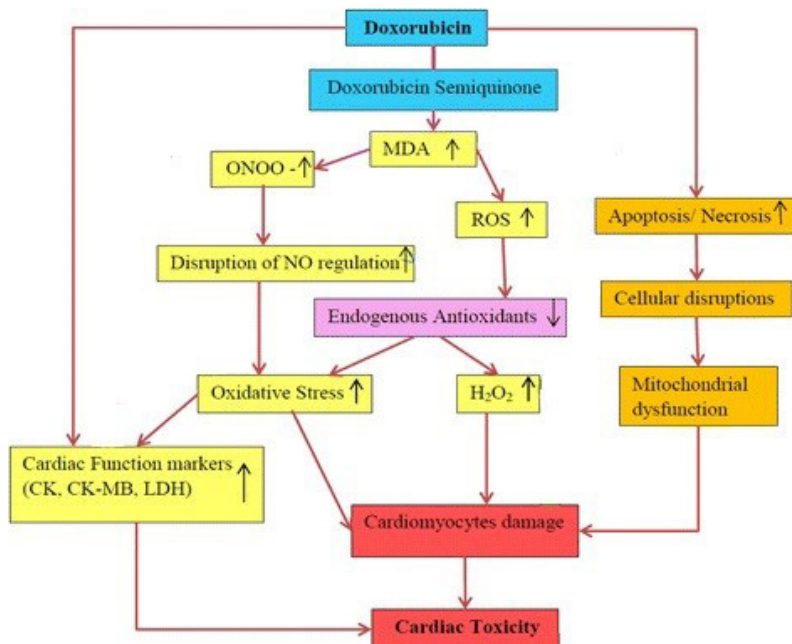 Doxorubicin
Doxorubicin Semiquinone
MDA ↑
ONOO -↑
ROS ↑
Apoptosis/ Necrosis↑
Disruption of NO regulation↑
Cellular disruptions
Endogenous Antioxidants ↓
Oxidative Stress ↑
H₂O₂ ↑
Mitochondrial
dysfunction
Cardiac Function markers
(CK, CK-MB, LDH) ↑
Cardiomyocytes damage
Cardiac Toxicity